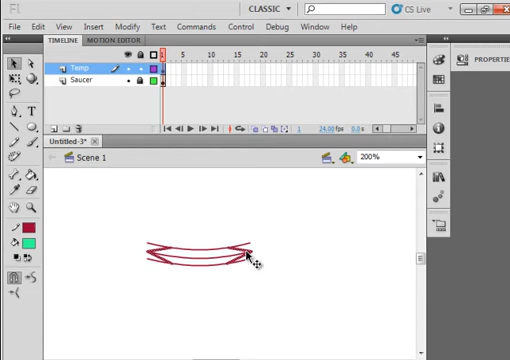 CLASSIC
CS Live
File Edit View Insert Modify Text Commands Control Debug Window Help
TIMELINE MOTION EDITOR
1 5 10 15 20 25 30 35 40 45
Temp
Saucer
1 24.00 fps 0.0 s
Untitled-3*
Scene 1
200%
PROPERTIE